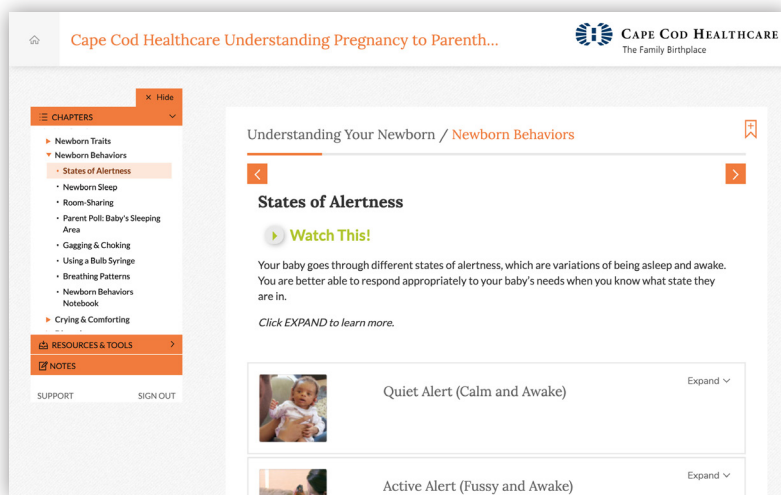 Cape Cod Healthcare Understanding Pregnancy to Parenth...
CAPE COD HEALTHCARE
The Family Birthplace
× Hide
CHAPTERS
Newborn Traits
Newborn Behaviors
States of Alertness
Newborn Sleep
Room-Sharing
Parent Poll: Baby's Sleeping
Area
Gagging & Choking
Using a Bulb Syringe
Breathing Patterns
Newborn Behaviors
Notebook
Crying & Comforting
RESOURCES & TOOLS
NOTES
SUPPORT
SIGN OUT
Understanding Your Newborn / Newborn Behaviors
States of Alertness
Watch This!
Your baby goes through different states of alertness, which are variations of being asleep and awake.
You are better able to respond appropriately to your baby's needs when you know what state they
are in.
Click EXPAND to learn more.
Quiet Alert (Calm and Awake)
Expand
Active Alert (Fussy and Awake)
Expand